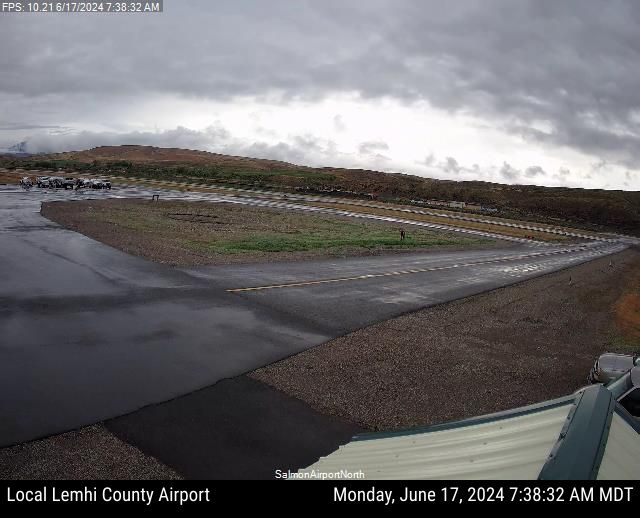 FPS: 10.21 6/17/2024 7:38:32 AM
SalmonAirportNorth
Local Lemhi County Airport
Monday, June 17, 2024 7:38:32 AM MDT